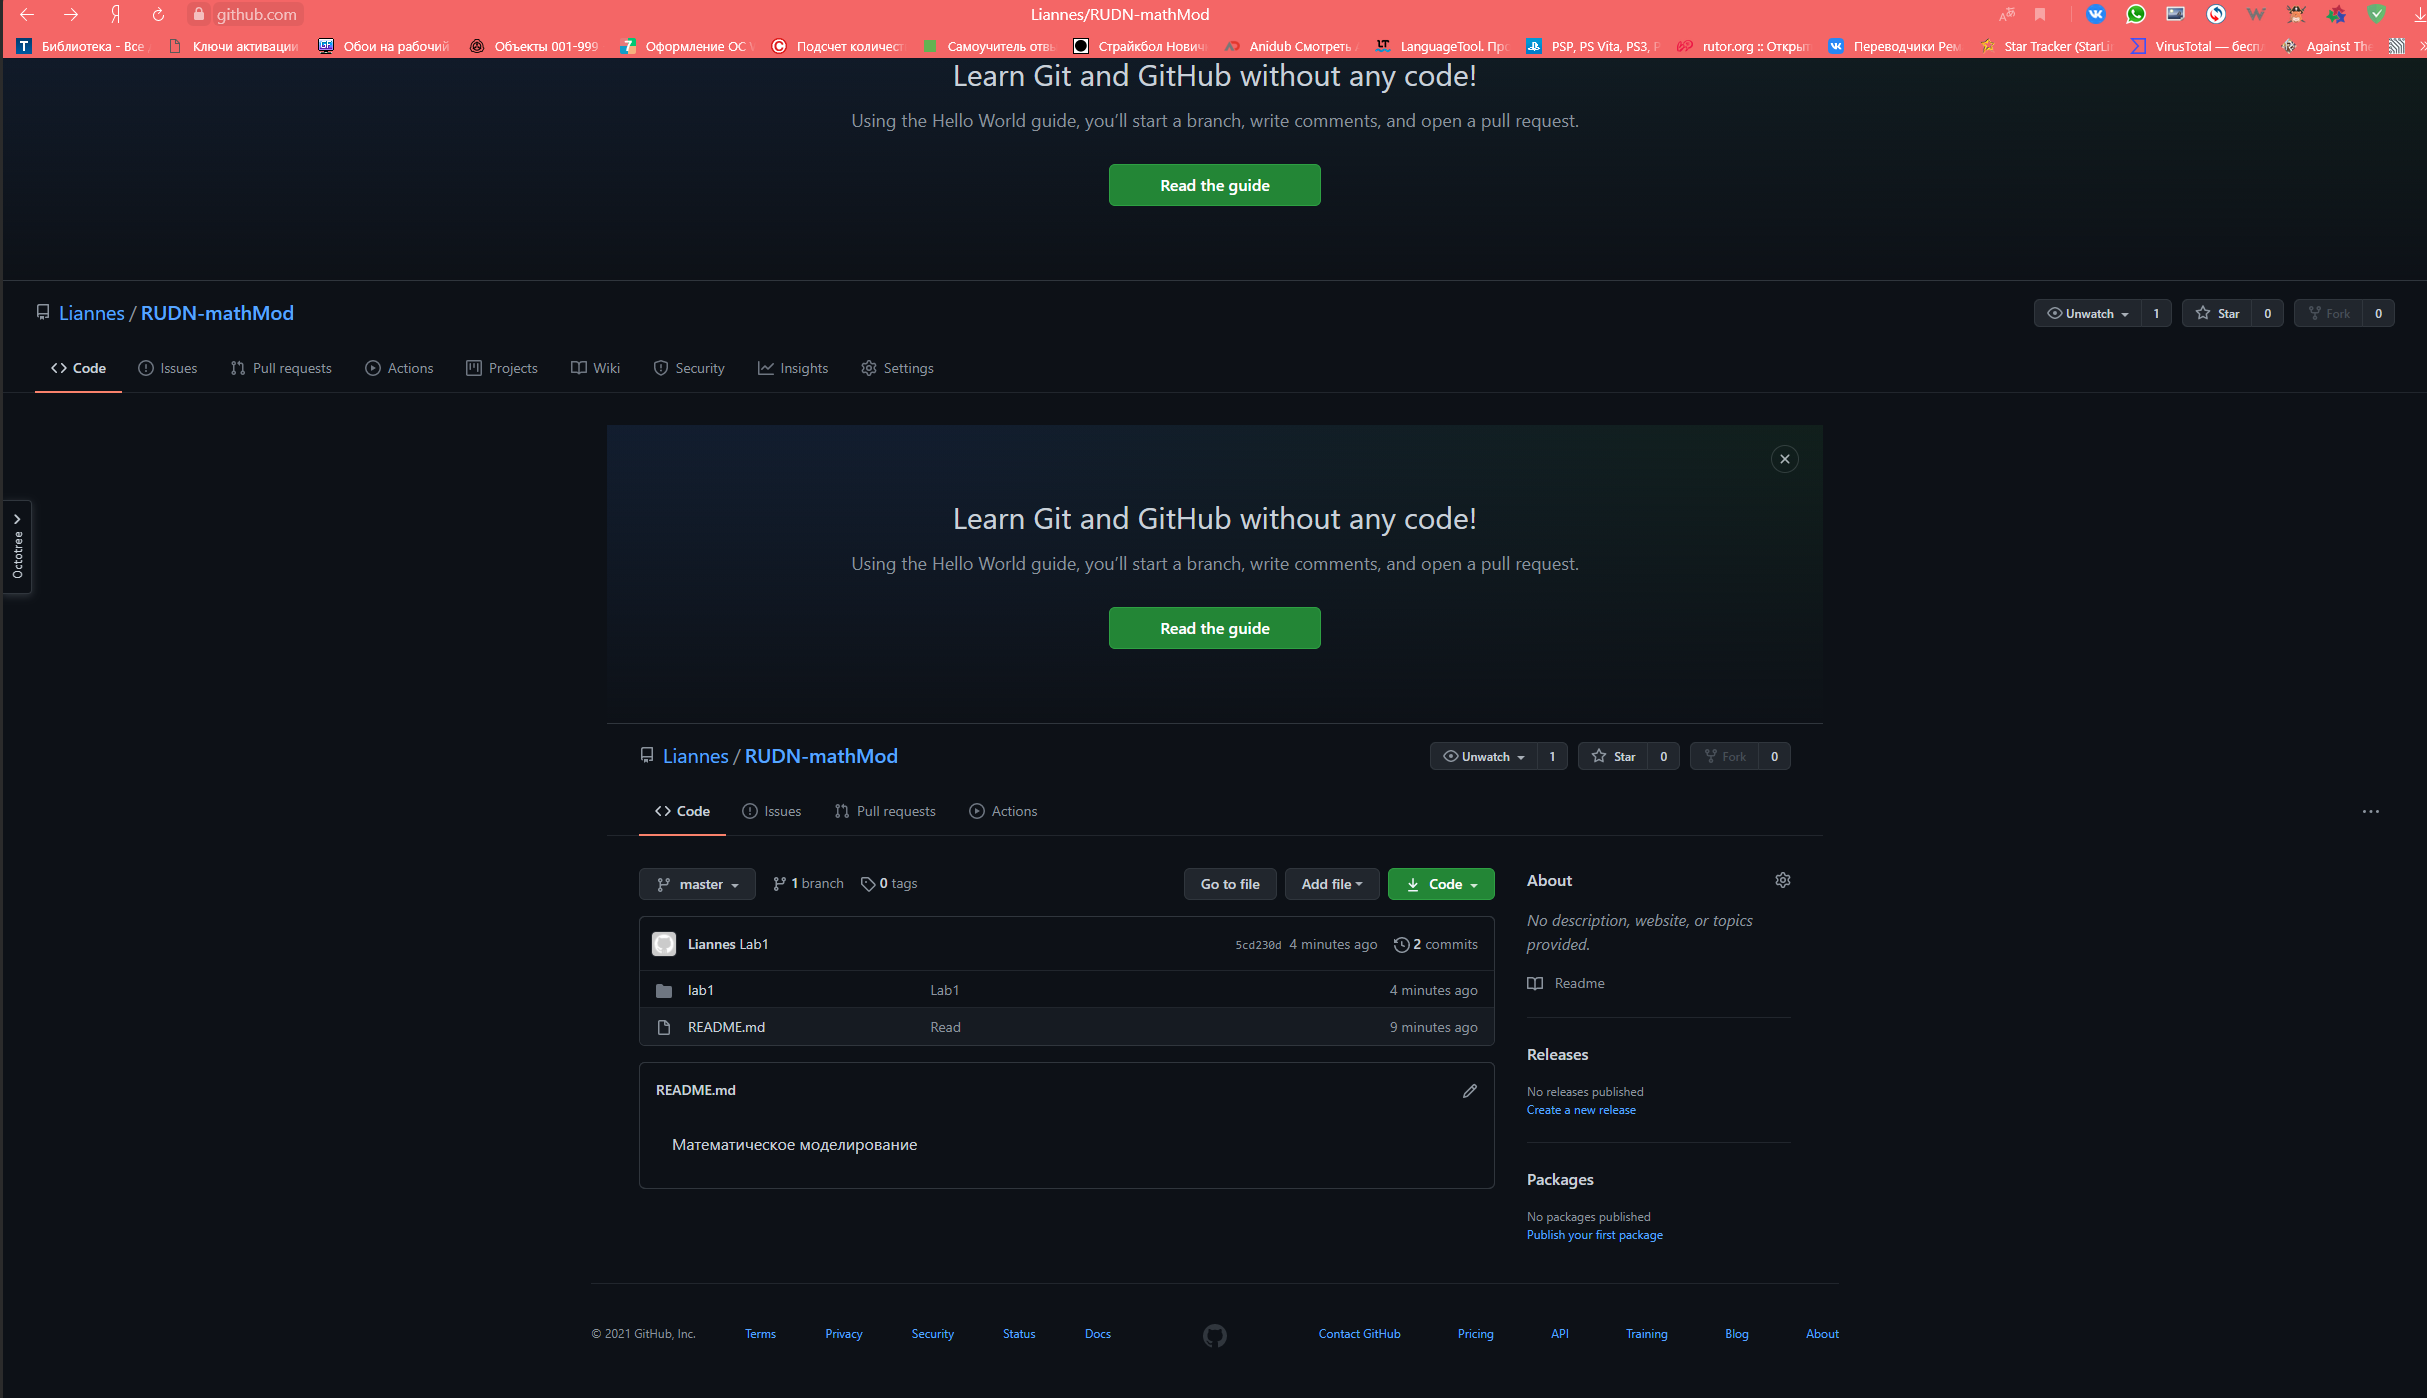 github.com
Liannes/RUDN-mathMod
Библиотека - Все
Ключи активации
Обои на рабочий
Объекты 001-999
Оформление ОС
Подсчет количест
Самоучитель
Страйкбол Нович
Anidub Смотреть
LanguageTool.
PSP, PS Vita, PS3,
rutor.org :: Откры
Переводчики
Star Tracker
VirusTotal —
Against
Learn Git and GitHub without any code!
Using the Hello World guide, you’ll start a branch, write comments, and open a pull request.
Read the guide
Liannes / RUDN-mathMod
Unwatch 1 Star 0 Fork 0
Code Issues Pull requests Actions Projects Wiki Security Insights Settings
Octotree
Learn Git and GitHub without any code!
Using the Hello World guide, you’ll start a branch, write comments, and open a pull request.
Read the guide
Liannes / RUDN-mathMod
Unwatch 1 Star 0 Fork 0
Code Issues Pull requests Actions
master 1 branch 0 tags
Go to file Add file Code
Liannes Lab1 5cd230d 4 minutes ago 2 commits
lab1 Lab1 4 minutes ago
README.md Read 9 minutes ago
README.md
Математическое моделирование
About
No description, website, or topics
provided.
Readme
Releases
No releases published
Create a new release
Packages
No packages published
Publish your first package
© 2021 GitHub, Inc. Terms Privacy Security Status Docs Contact GitHub Pricing API Training Blog About